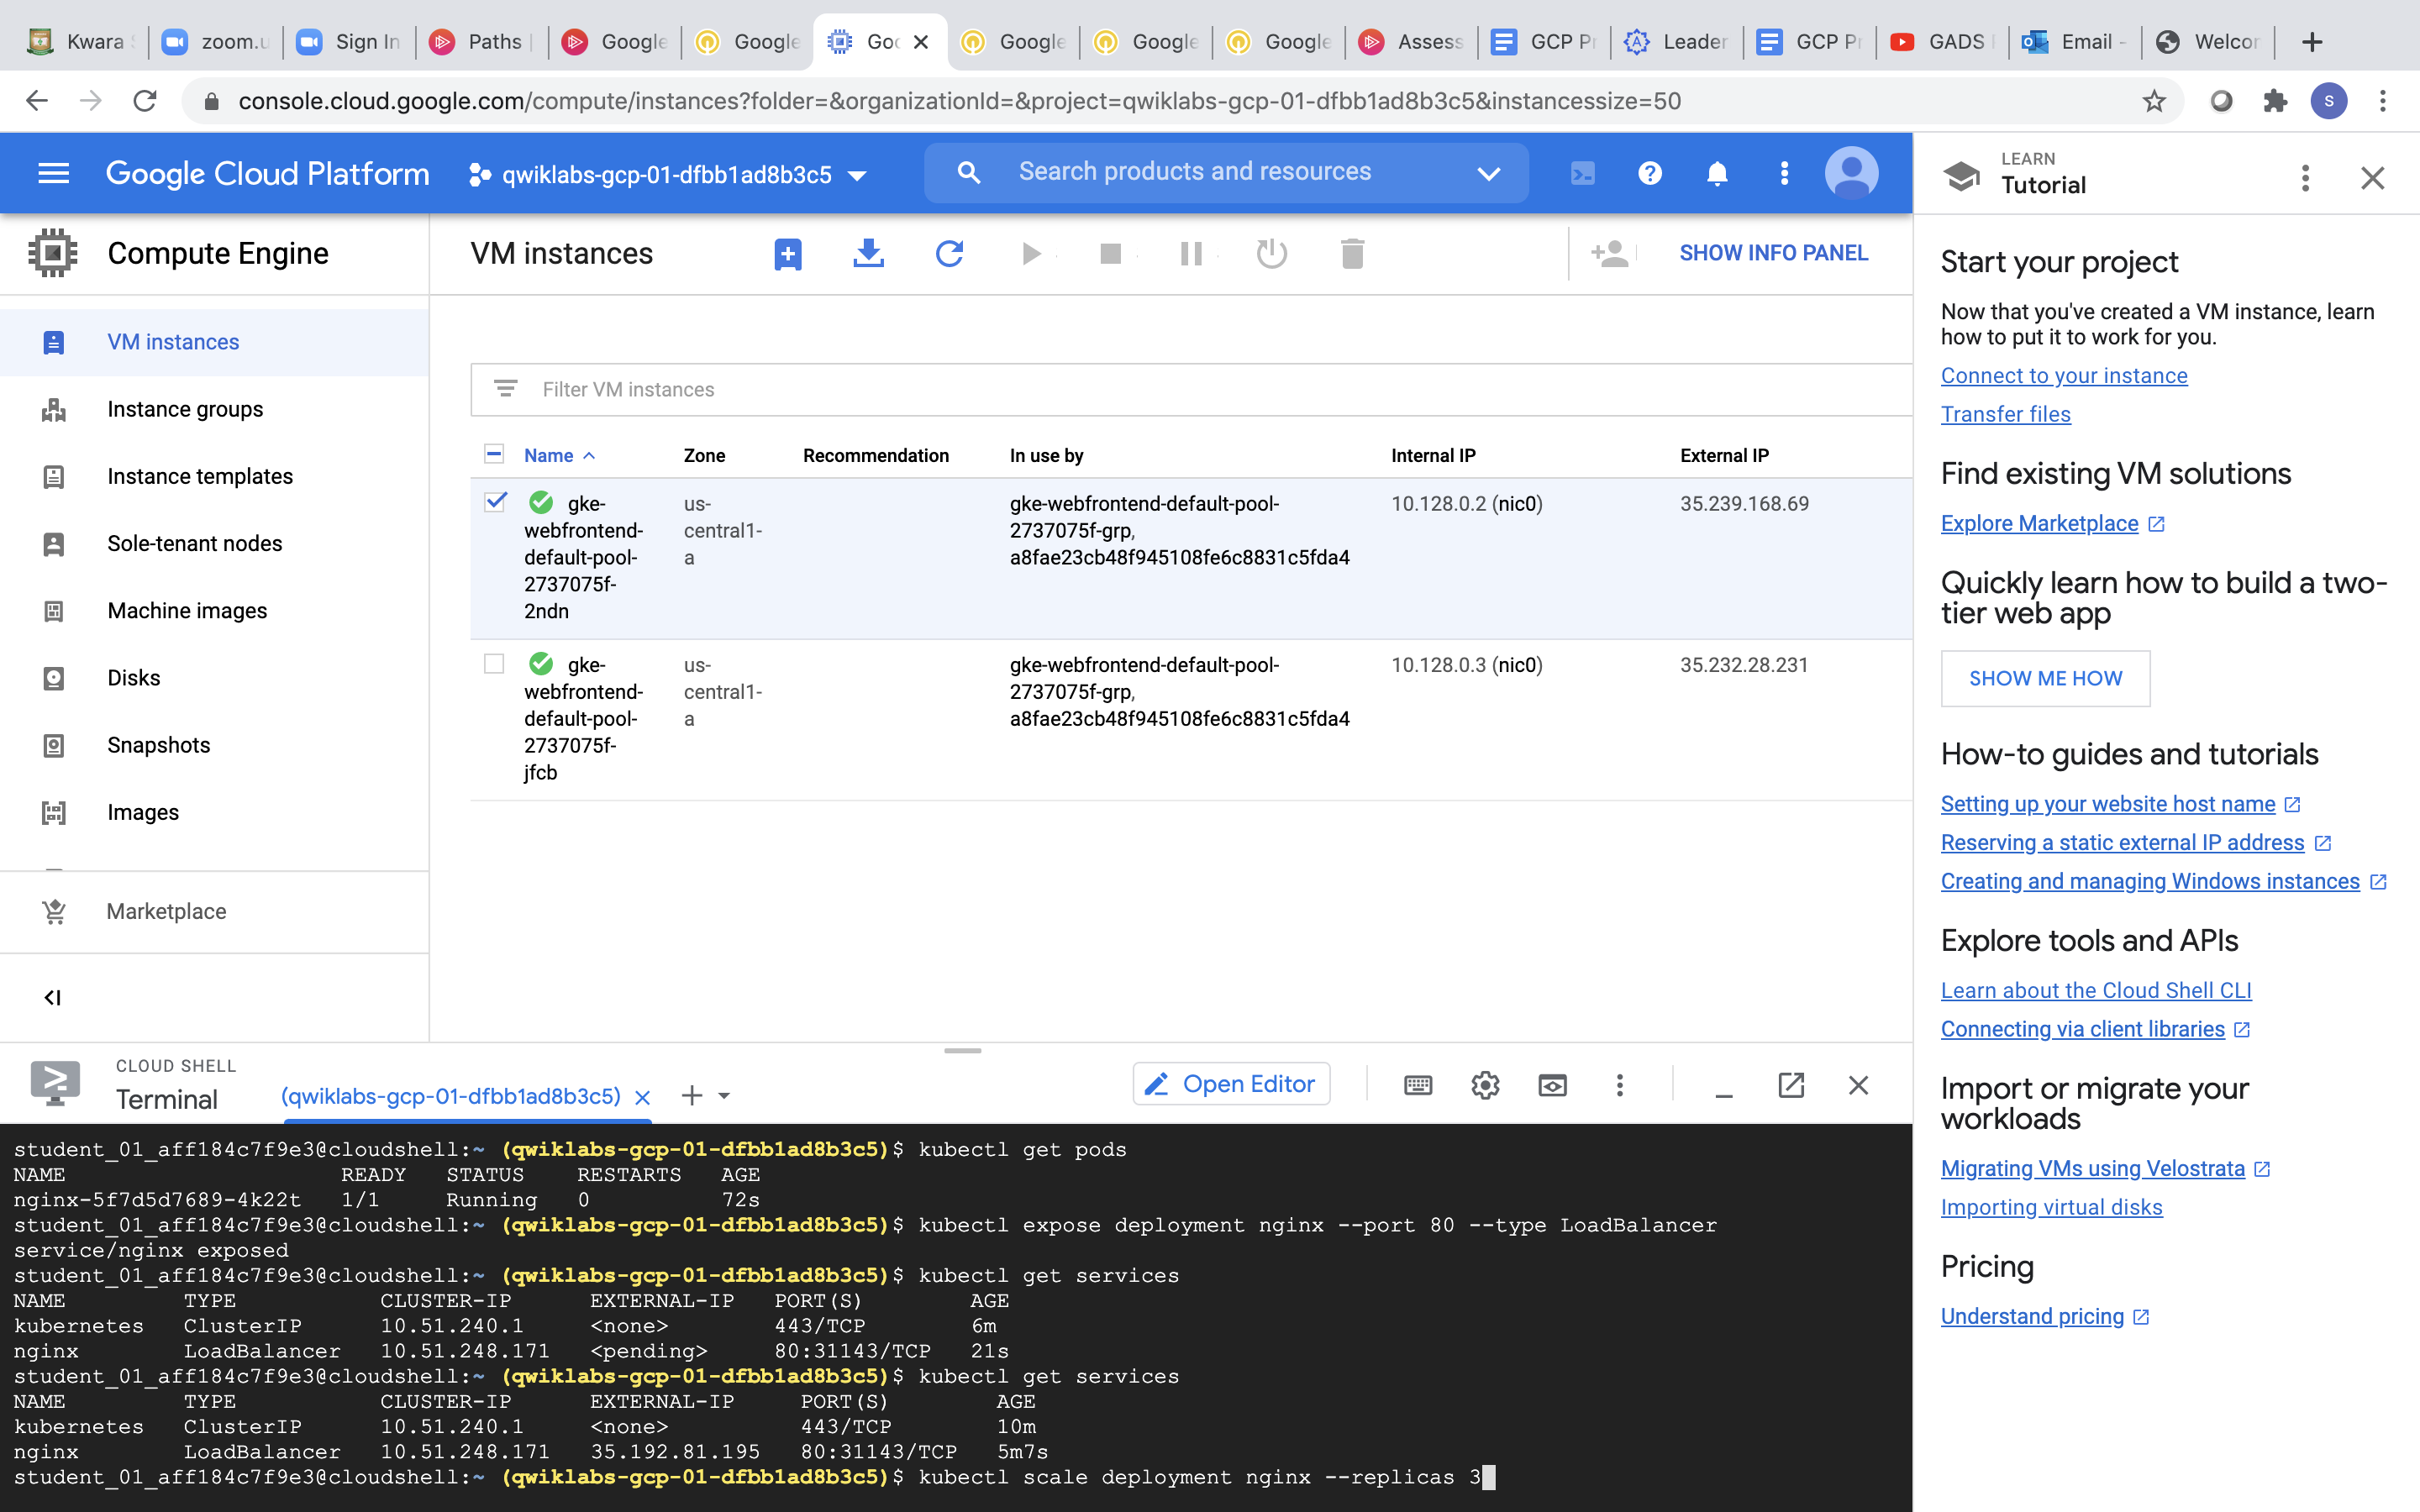 Kwara
zoom.u
Sign In
Paths
Google
Google
Goo
Google
Google
Google
Assess
GCP Pr
Leader
GCP Pr
GADS
Email -
Welcor
console.cloud.google.com/compute/instances?folder=&organizationId=&project=qwiklabs-gcp-01-dfbb1ad8b3c5&instancessize=50
S
Google Cloud Platform
qwiklabs-gcp-01-dfbb1ad8b3c5
Search products and resources
LEARN
Tutorial
Compute Engine
VM instances
Instance groups
Instance templates
Sole-tenant nodes
Machine images
Disks
Snapshots
Images
Marketplace
VM instances
SHOW INFO PANEL
Filter VM instances
Name Zone Recommendation In use by Internal IP External IP
gke- us- gke-webfrontend-default-pool- 10.128.0.2 (nic0) 35.239.168.69
webfrontend- central1- 2737075f-grp,
default-pool- a a8fae23cb48f945108fe6c8831c5fda4
2737075f-
2ndn
gke- us- gke-webfrontend-default-pool- 10.128.0.3 (nic0) 35.232.28.231
webfrontend- central1- 2737075f-grp,
default-pool- a a8fae23cb48f945108fe6c8831c5fda4
2737075f-
jfcb
Start your project
Now that you've created a VM instance, learn
how to put it to work for you.
Connect to your instance
Transfer files
Find existing VM solutions
Explore Marketplace
Quickly learn how to build a two-
tier web app
SHOW ME HOW
How-to guides and tutorials
Setting up your website host name
Reserving a static external IP address
Creating and managing Windows instances
Explore tools and APIs
Learn about the Cloud Shell CLI
Connecting via client libraries
Import or migrate your
workloads
Migrating VMs using Velostrata
Importing virtual disks
Pricing
Understand pricing
CLOUD SHELL
Terminal
(qwiklabs-gcp-01-dfbb1ad8b3c5)
Open Editor
student_01_aff184c7f9e3@cloudshell:~ (qwiklabs-gcp-01-dfbb1ad8b3c5)$ kubectl get pods
NAME READY STATUS RESTARTS AGE
nginx-5f7d5d7689-4k22t 1/1 Running 0 72s
student_01_aff184c7f9e3@cloudshell:~ (qwiklabs-gcp-01-dfbb1ad8b3c5)$ kubectl expose deployment nginx --port 80 --type LoadBalancer
service/nginx exposed
student_01_aff184c7f9e3@cloudshell:~ (qwiklabs-gcp-01-dfbb1ad8b3c5)$ kubectl get services
NAME TYPE CLUSTER-IP EXTERNAL-IP PORT(S) AGE
kubernetes ClusterIP 10.51.240.1 <none> 443/TCP 6m
nginx LoadBalancer 10.51.248.171 <pending> 80:31143/TCP 21s
student_01_aff184c7f9e3@cloudshell:~ (qwiklabs-gcp-01-dfbb1ad8b3c5)$ kubectl get services
NAME TYPE CLUSTER-IP EXTERNAL-IP PORT(S) AGE
kubernetes ClusterIP 10.51.240.1 <none> 443/TCP 10m
nginx LoadBalancer 10.51.248.171 35.192.81.195 80:31143/TCP 5m7s
student_01_aff184c7f9e3@cloudshell:~ (qwiklabs-gcp-01-dfbb1ad8b3c5)$ kubectl scale deployment nginx --replicas 3